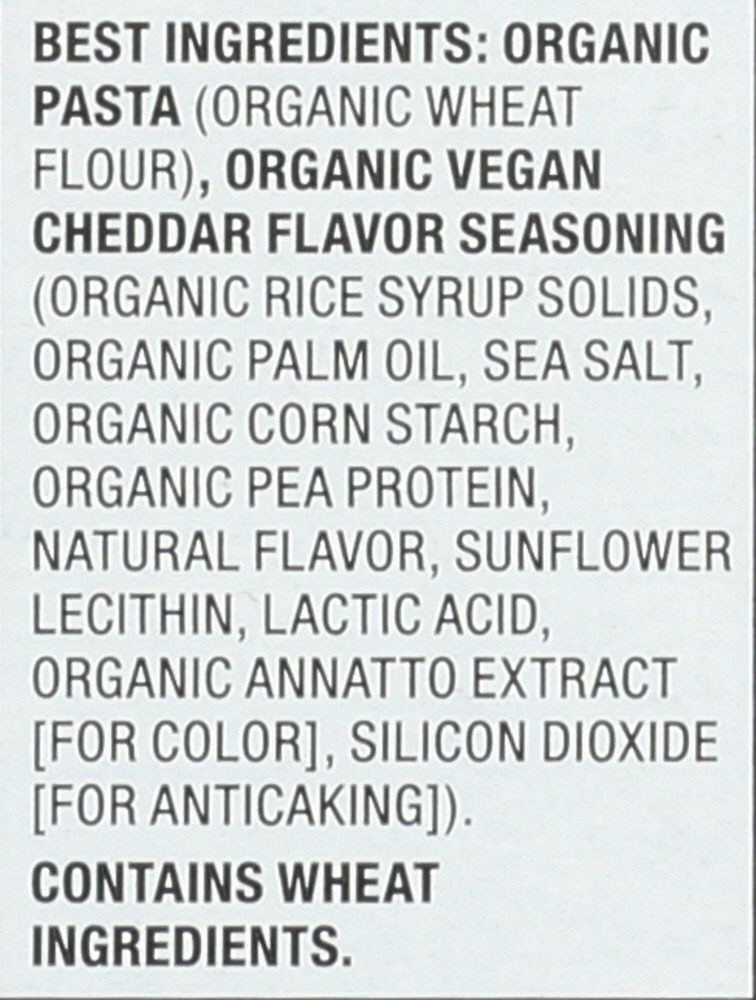 BEST INGREDIENTS: ORGANIC
PASTA (ORGANIC WHEAT
FLOUR), ORGANIC VEGAN
CHEDDAR FLAVOR SEASONING
(ORGANIC RICE SYRUP SOLIDS,
ORGANIC PALM OIL, SEA SALT,
ORGANIC CORN STARCH,
ORGANIC PEA PROTEIN,
NATURAL FLAVOR, SUNFLOWER
LECITHIN, LACTIC ACID,
ORGANIC ANNATTO EXTRACT
[FOR COLOR], SILICON DIOXIDE
[FOR ANTICAKING]).
CONTAINS WHEAT
INGREDIENTS.